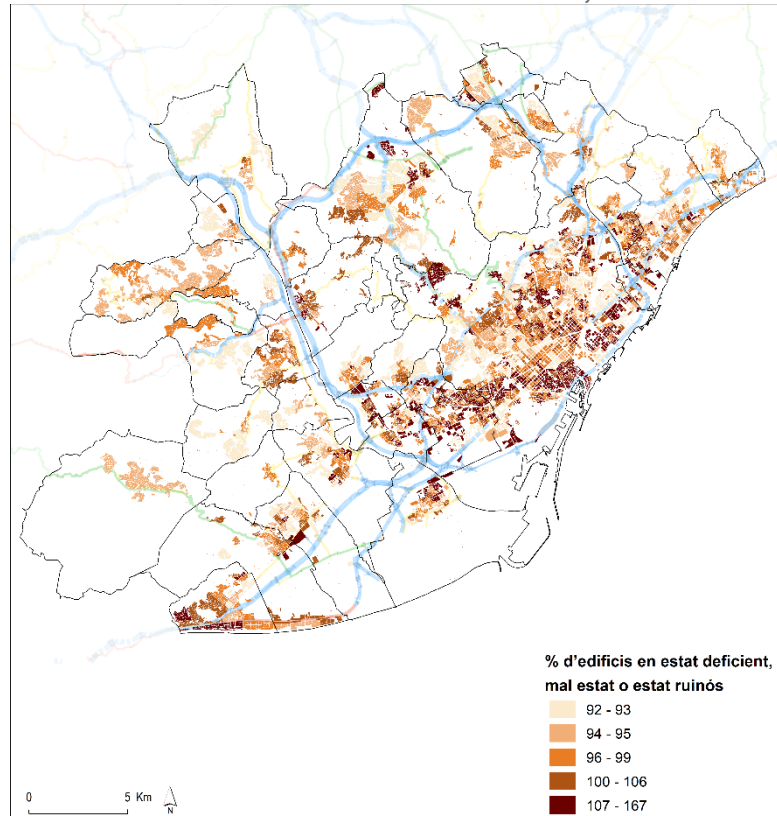 % d'edificis en estat deficient,
mal estat o estat ruinós
92 - 93
94 - 95
96 - 99
100 - 106
107 - 167
0 5 Km N